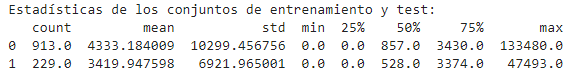 Estadísticas de los conjuntos de entrenamiento y test:
count mean std min 25% 50% 75% max
0 913.0 4333.184009 10299.456756 0.0 0.0 857.0 3430.0 133480.0
1 229.0 3419.947598 6921.965001 0.0 0.0 528.0 3374.0 47493.0